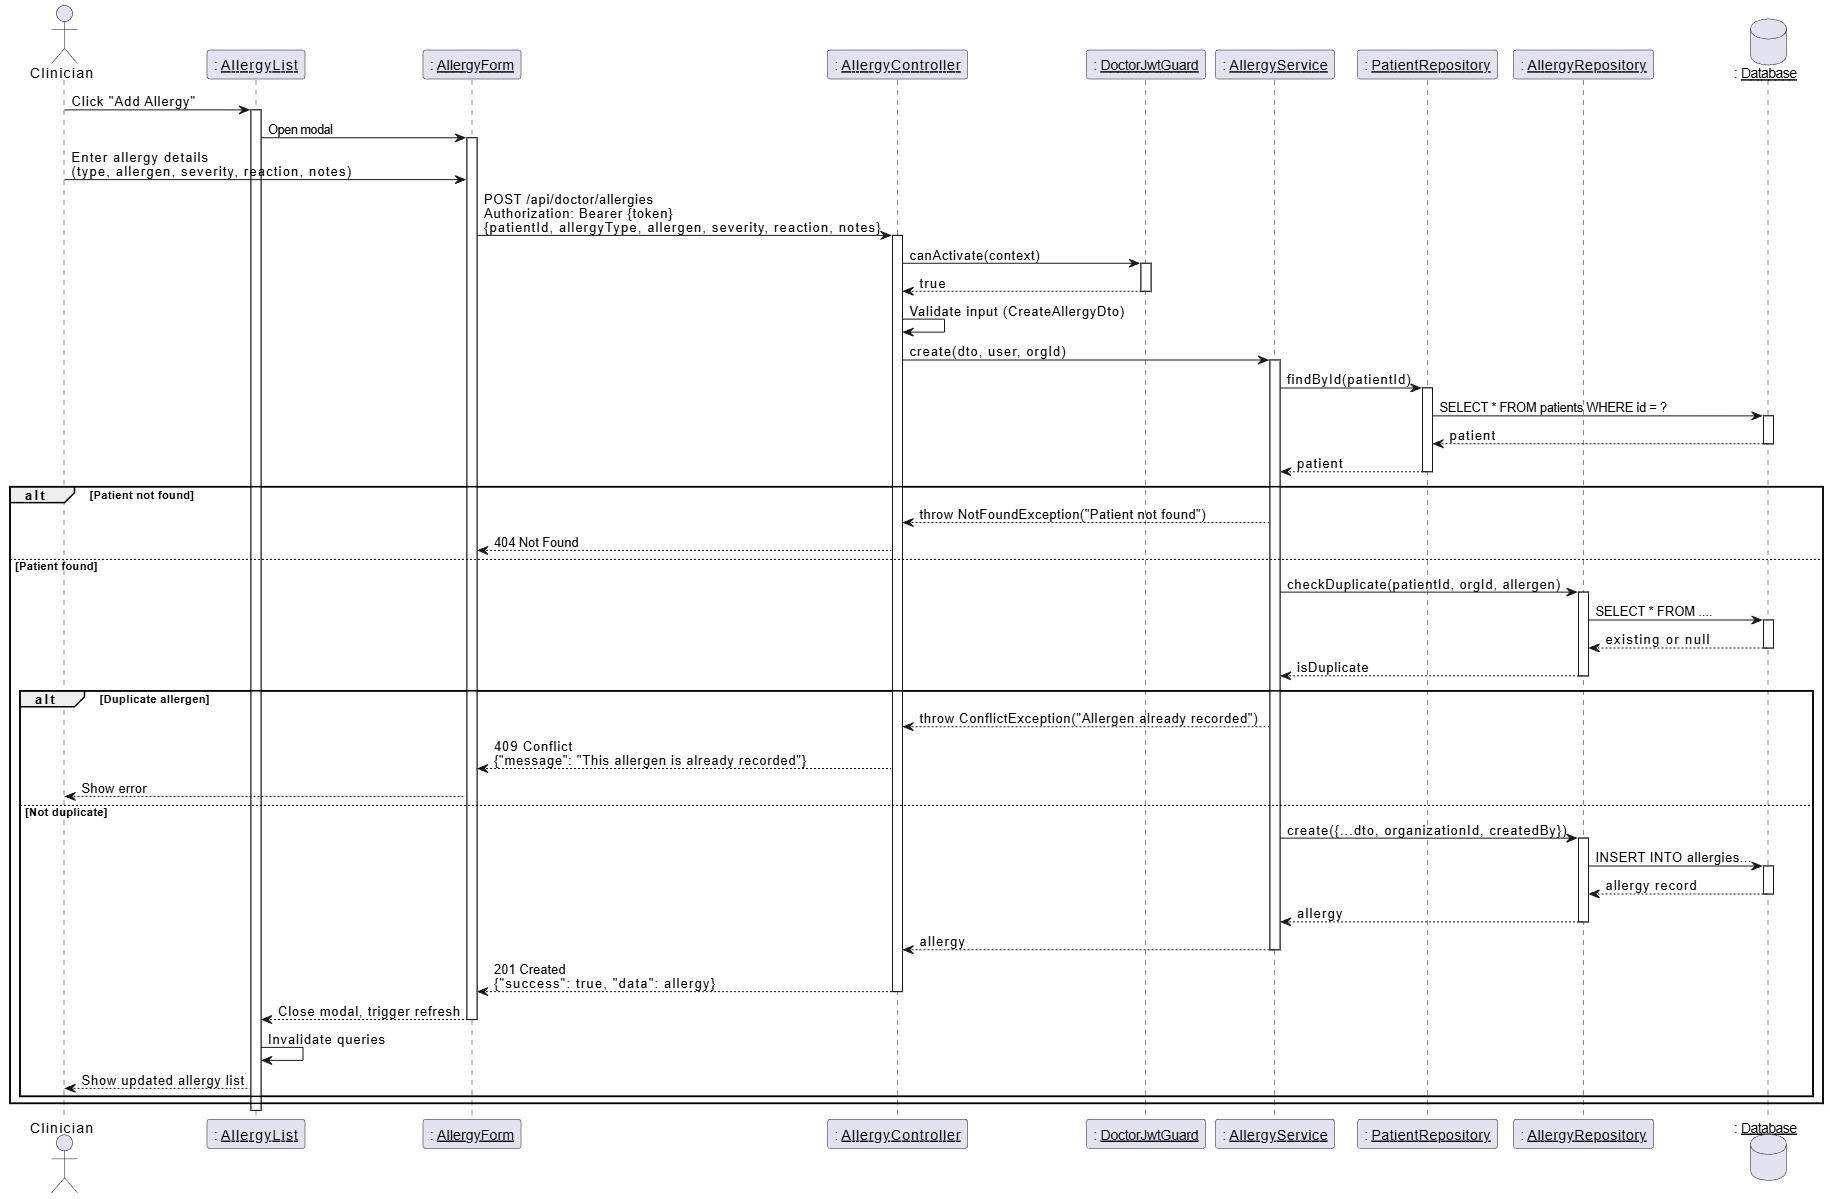 Clinician
: AllergyList
: AllergyForm
: AllergyController
: DoctorJwtGuard
: AllergyService
: PatientRepository
: AllergyRepository
: Database
Click "Add Allergy"
Open modal
Enter allergy details
(type, allergen, severity, reaction, notes)
POST /api/doctor/allergies
Authorization: Bearer {token}
{patientId, allergyType, allergen, severity, reaction, notes}
canActivate(context)
true
Validate input (CreateAllergyDto)
create(dto, user, orgId)
findById(patientId)
SELECT * FROM patients WHERE id = ?
patient
patient
alt
[Patient not found]
throw NotFoundException("Patient not found")
404 Not Found
[Patient found]
checkDuplicate(patientId, orgId, allergen)
SELECT * FROM ....
existing or null
isDuplicate
alt
[Duplicate allergen]
throw ConflictException("Allergen already recorded")
409 Conflict
{"message": "This allergen is already recorded"}
Show error
[Not duplicate]
create({...dto, organizationId, createdBy})
INSERT INTO allergies...
allergy record
allergy
allergy
201 Created
{"success": true, "data": allergy}
Close modal, trigger refresh
Invalidate queries
Show updated allergy list
Clinician
: AllergyList
: AllergyForm
: AllergyController
: DoctorJwtGuard
: AllergyService
: PatientRepository
: AllergyRepository
: Database